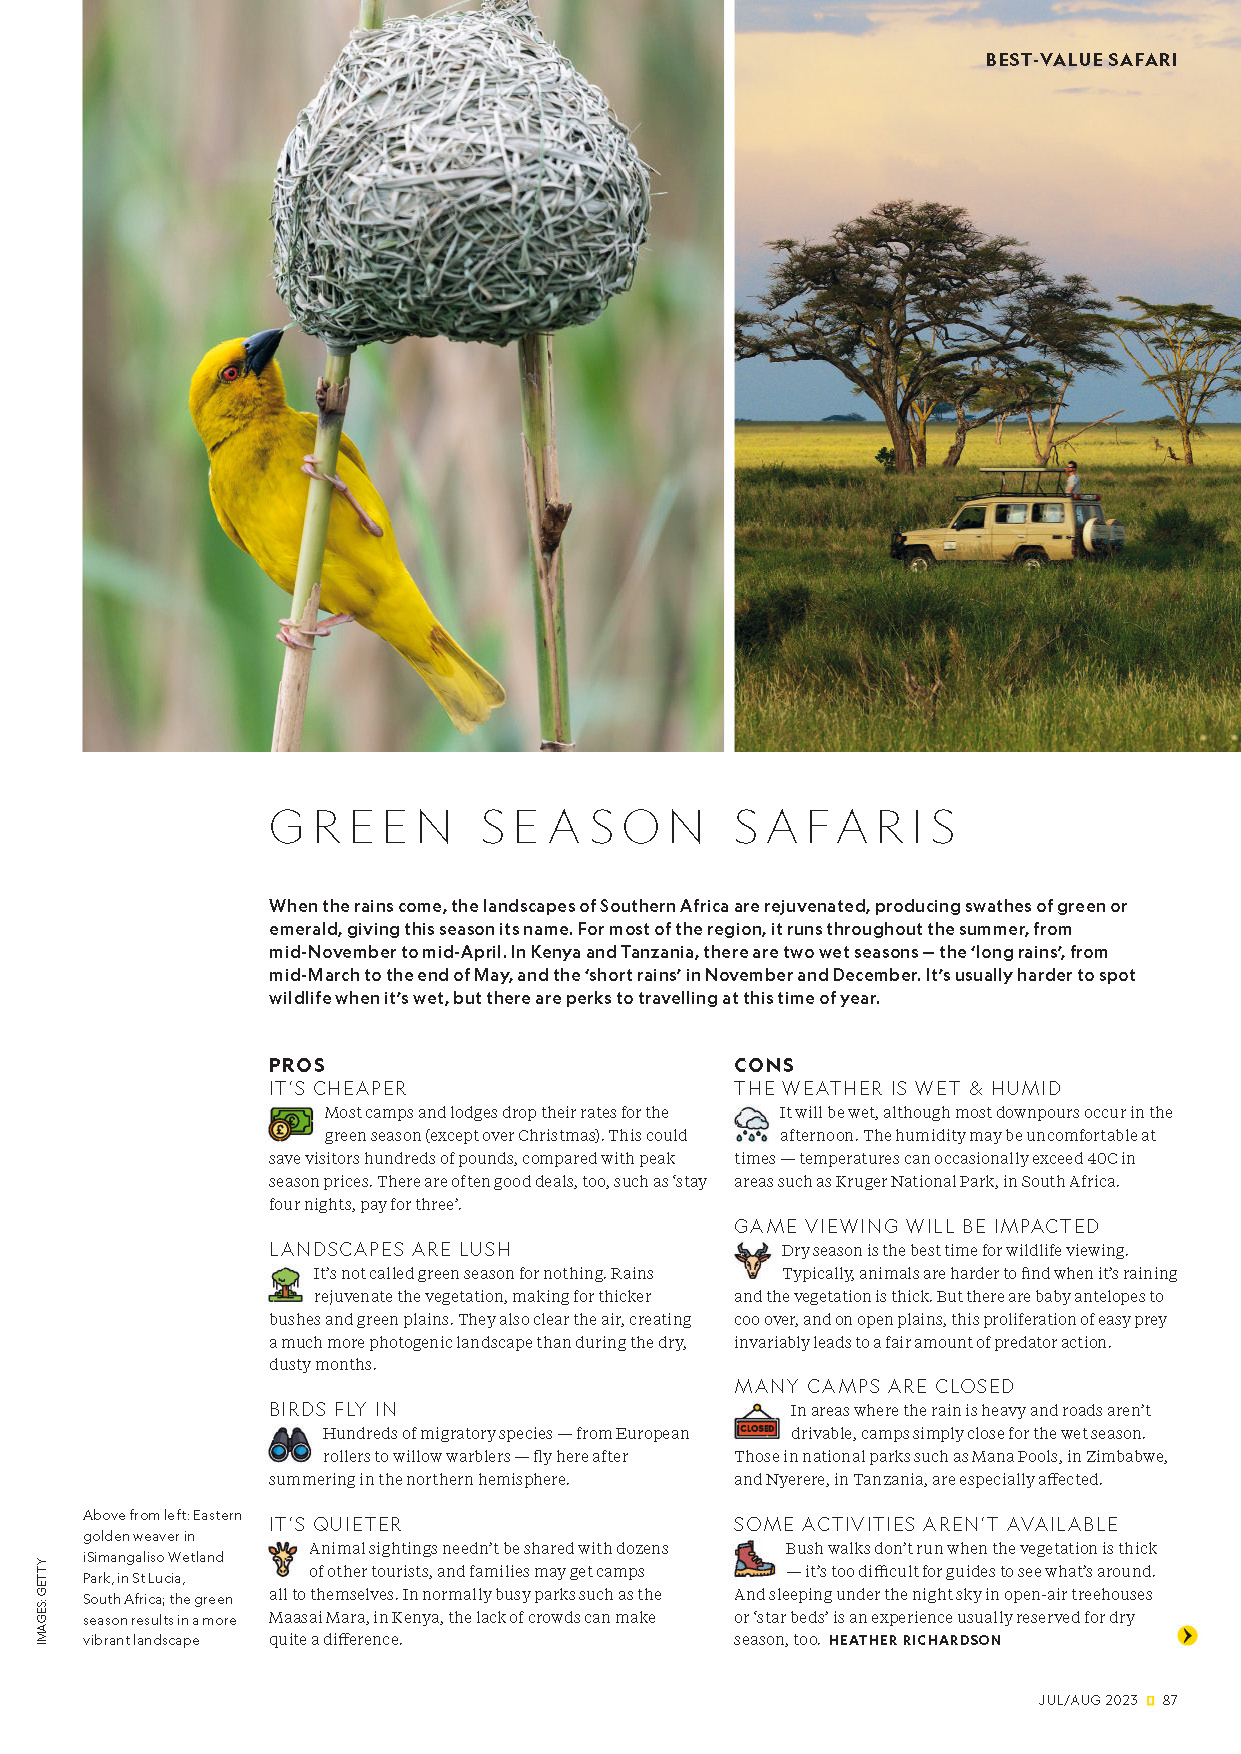 BEST-VALUE SAFARI
GREEN SEASON SAFARIS
When the rains come, the landscapes of Southern Africa are rejuvenated, producing swathes of green or
emerald, giving this season its name. For most of the region, it runs throughout the summer, from
mid-November to mid-April. In Kenya and Tanzania, there are two wet seasons — the ‘long rains’, from
mid-March to the end of May, and the ‘short rains’ in November and December. It’s usually harder to spot
wildlife when it’s wet, but there are perks to travelling at this time of year.
PROS
IT’S CHEAPER
Most camps and lodges drop their rates for the
green season (except over Christmas). This could
save visitors hundreds of pounds, compared with peak
season prices. There are often good deals, too, such as ‘stay
four nights, pay for three’.
LANDSCAPES ARE LUSH
It’s not called green season for nothing. Rains
rejuvenate the vegetation, making for thicker
bushes and green plains. They also clear the air, creating
a much more photogenic landscape than during the dry,
dusty months.
BIRDS FLY IN
Hundreds of migratory species — from European
rollers to willow warblers — fly here after
summering in the northern hemisphere.
IT’S QUIETER
Animal sightings needn’t be shared with dozens
of other tourists, and families may get camps
all to themselves. In normally busy parks such as the
Maasai Mara, in Kenya, the lack of crowds can make
quite a difference.
CONS
THE WEATHER IS WET & HUMID
It will be wet, although most downpours occur in the
afternoon. The humidity may be uncomfortable at
times — temperatures can occasionally exceed 40C in
areas such as Kruger National Park, in South Africa.
GAME VIEWING WILL BE IMPACTED
Dry season is the best time for wildlife viewing.
Typically, animals are harder to find when it’s raining
and the vegetation is thick. But there are baby antelopes to
coo over, and on open plains, this proliferation of easy prey
invariably leads to a fair amount of predator action.
MANY CAMPS ARE CLOSED
CLOSED
In areas where the rain is heavy and roads aren’t
drivable, camps simply close for the wet season.
Those in national parks such as Mana Pools, in Zimbabwe,
and Nyerere, in Tanzania, are especially affected.
SOME ACTIVITIES AREN’T AVAILABLE
Bush walks don’t run when the vegetation is thick
— it’s too difficult for guides to see what’s around.
And sleeping under the night sky in open-air treehouses
or ‘star beds’ is an experience usually reserved for dry
season, too. HEATHER RICHARDSON
Above from left: Eastern
golden weaver in
iSimangaliso Wetland
Park, in St Lucia,
South Africa; the green
season results in a more
vibrant landscape
IMAGES: GETTY
JUL/AUG 2023 87